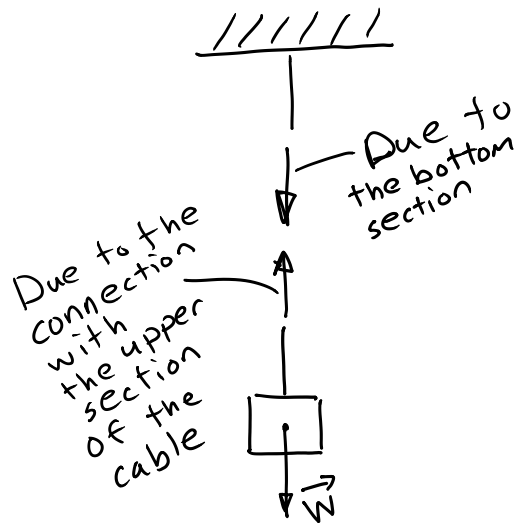 Due to
the bottom
section
Due to the
connection
with
the upper
section
of the
cable
W